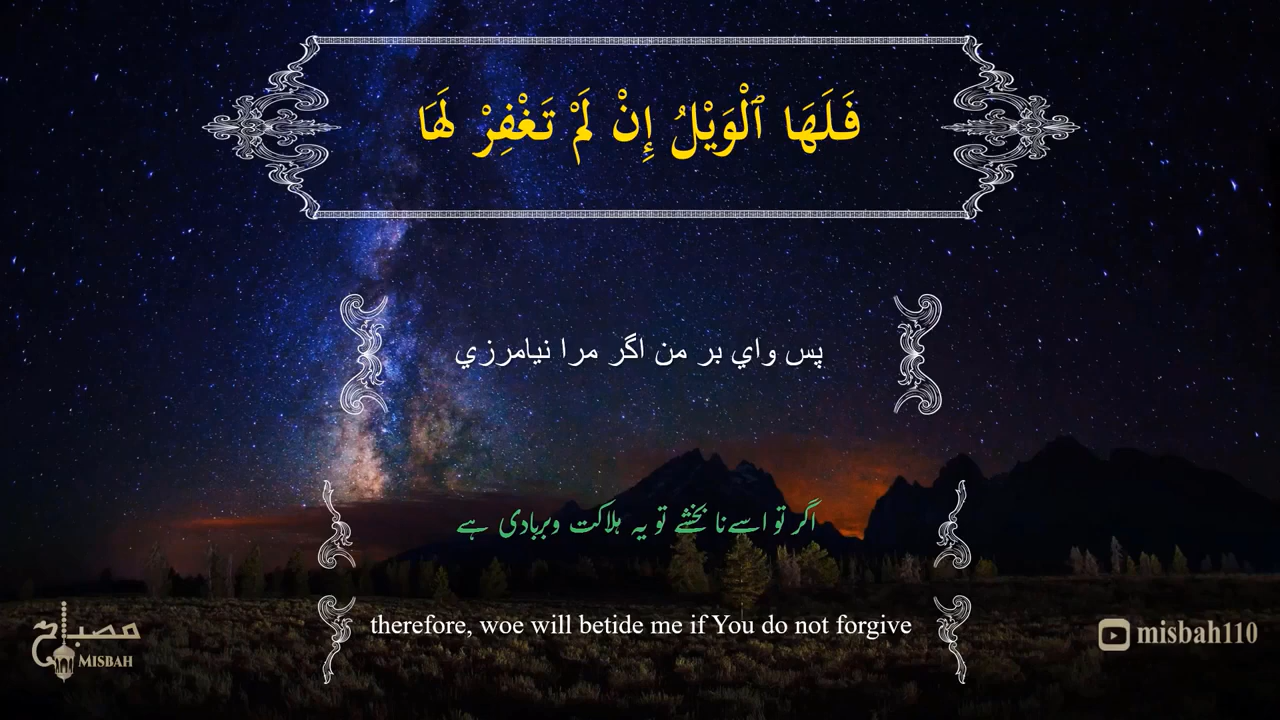 فَلَهَا ٱلْوَيْلُ إِنْ لَمْ تَغْفِرْ لَهَا
پس واي بر من اگر مرا نيامرزي
اگر تو اسے نا بخشے تو یہ ہلاکت وبربادی ہے
therefore, woe will betide me if You do not forgive
مصباح
MISBAH
misbah110